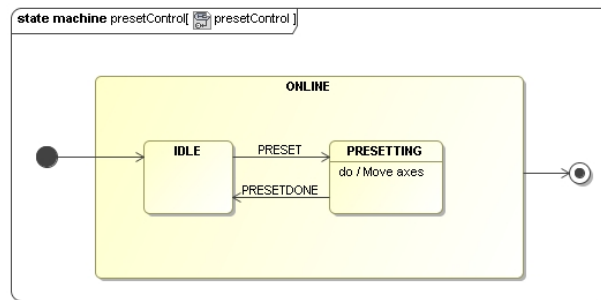 state machine presetControl[ presetControl ]
ONLINE
IDLE
PRESET
PRESETTING
do / Move axes
PRESETDONE